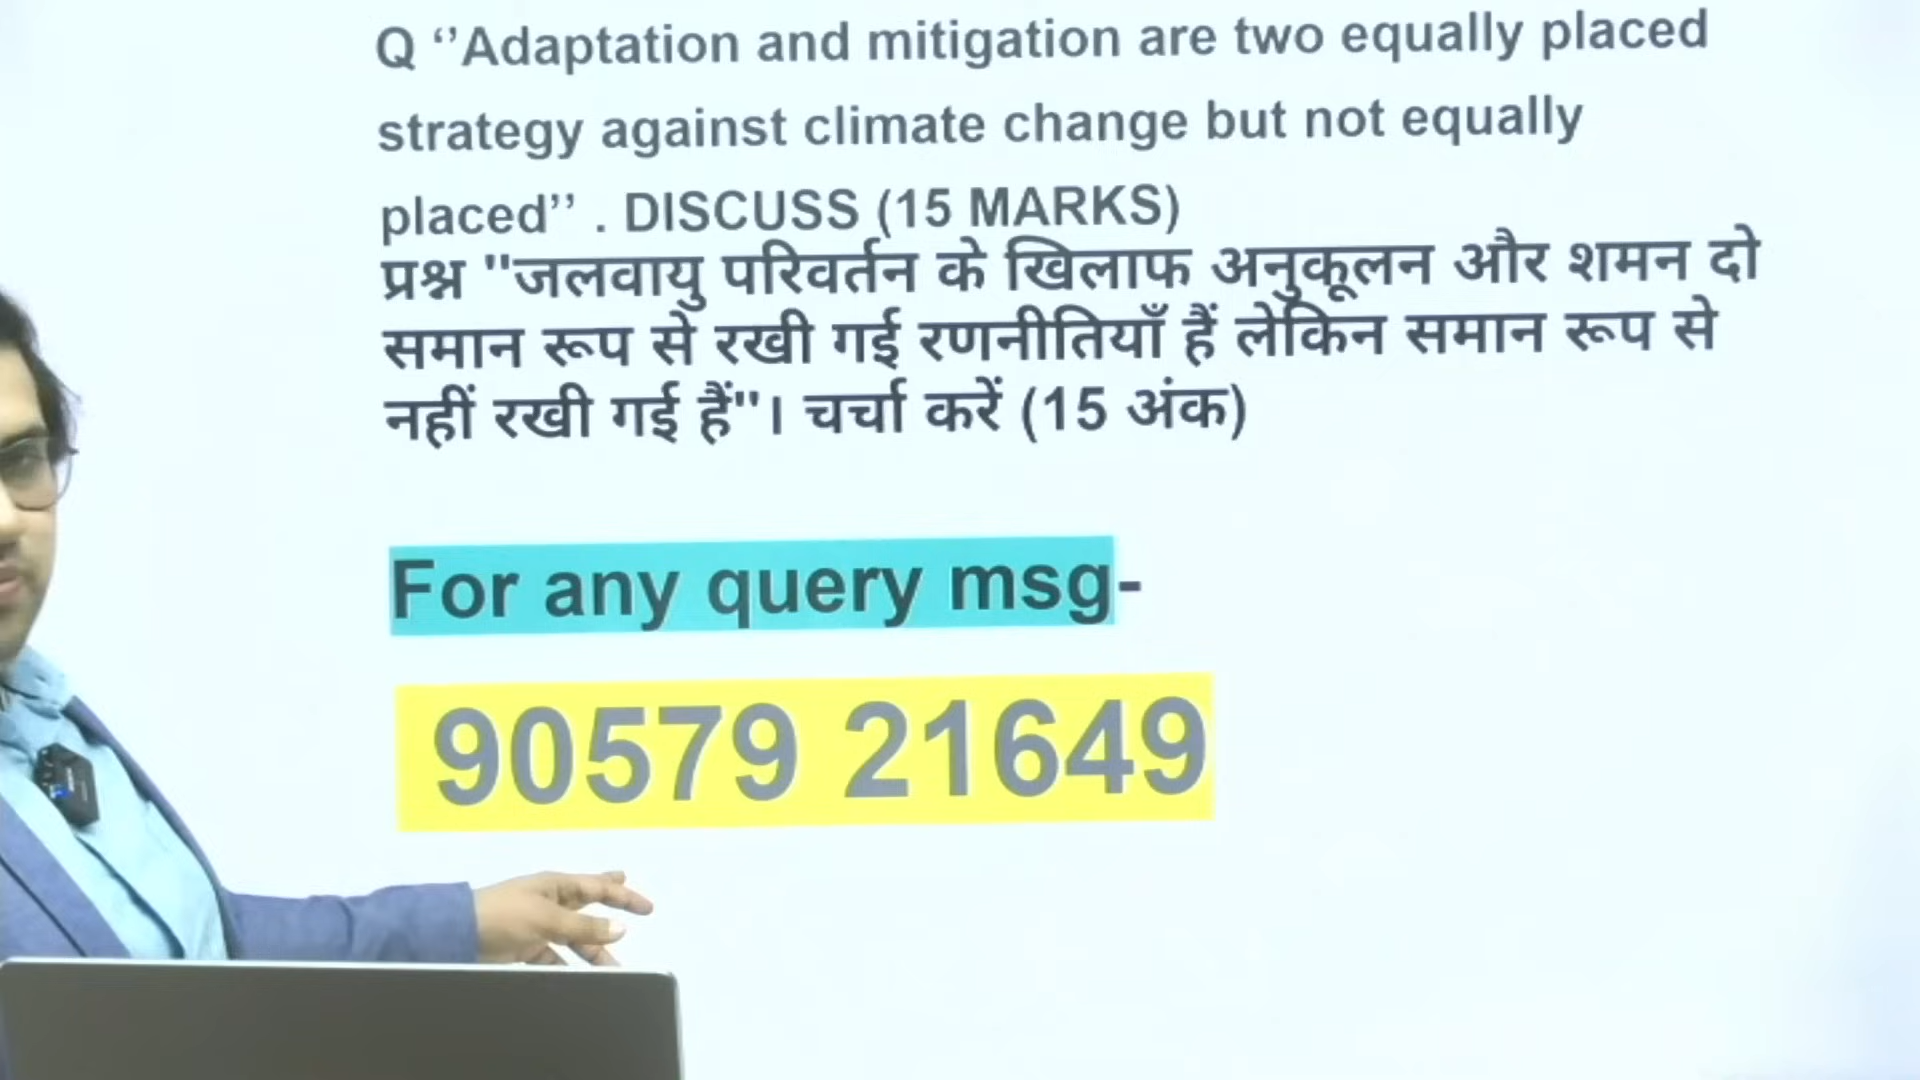 Q ‘’Adaptation and mitigation are two equally placed
strategy against climate change but not equally
placed’’ . DISCUSS (15 MARKS)
प्रश्न "जलवायु परिवर्तन के खिलाफ अनुकूलन और शमन दो
समान रूप से रखी गई रणनीतियाँ हैं लेकिन समान रूप से
नहीं रखी गई हैं"। चर्चा करें (15 अंक)
For any query msg-
90579 21649